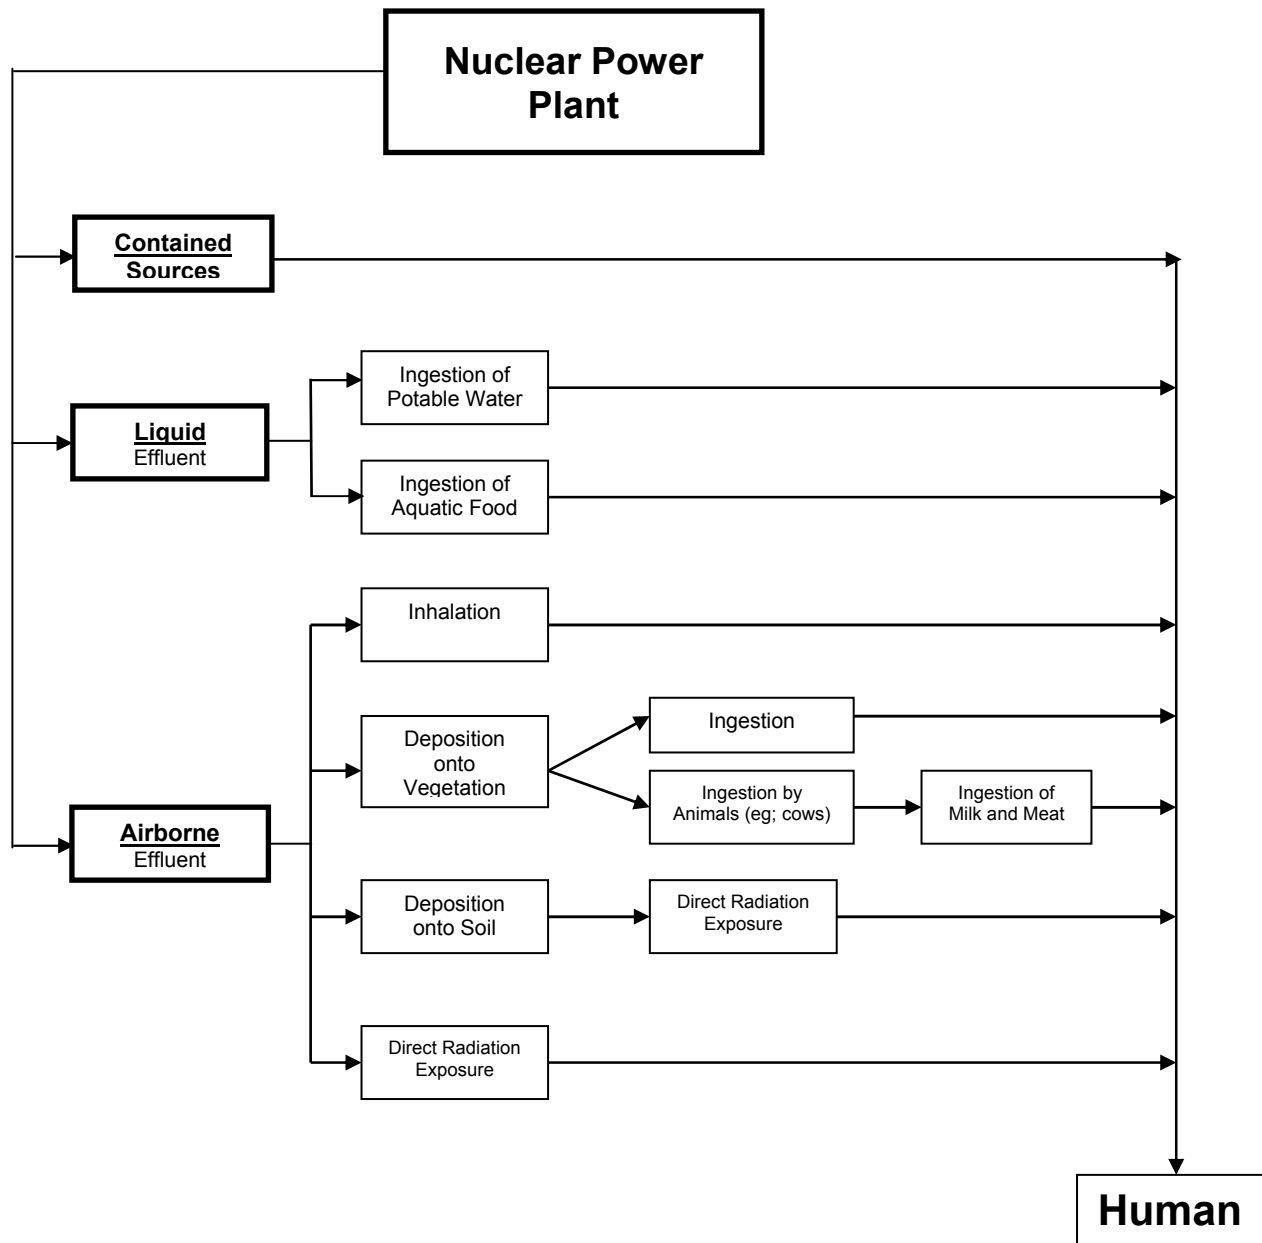 Nuclear Power
Plant
Contained
Sources
Ingestion of
Potable Water
Liquid
Effluent
Ingestion of
Aquatic Food
Inhalation
Deposition
onto
Vegetation
Ingestion
Ingestion by
Animals (eg; cows)
Ingestion of
Milk and Meat
Airborne
Effluent
Deposition
onto Soil
Direct Radiation
Exposure
Direct Radiation
Exposure
Human